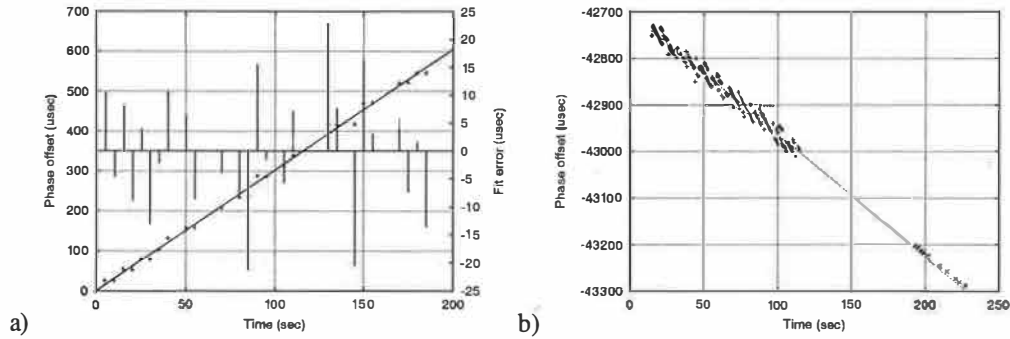 700
600
500
400
300
200
100
0
Phase offset (usec)
25
20
15
10
5
0
-5
-10
-15
-20
-25
Fit error (usec)
0 50 100 150 200
Time (sec)
a)
-42700
-42800
-42900
-43000
-43100
-43200
-43300
Phase offset (usec)
0 50 100 150 200 250
Time (sec)
b)